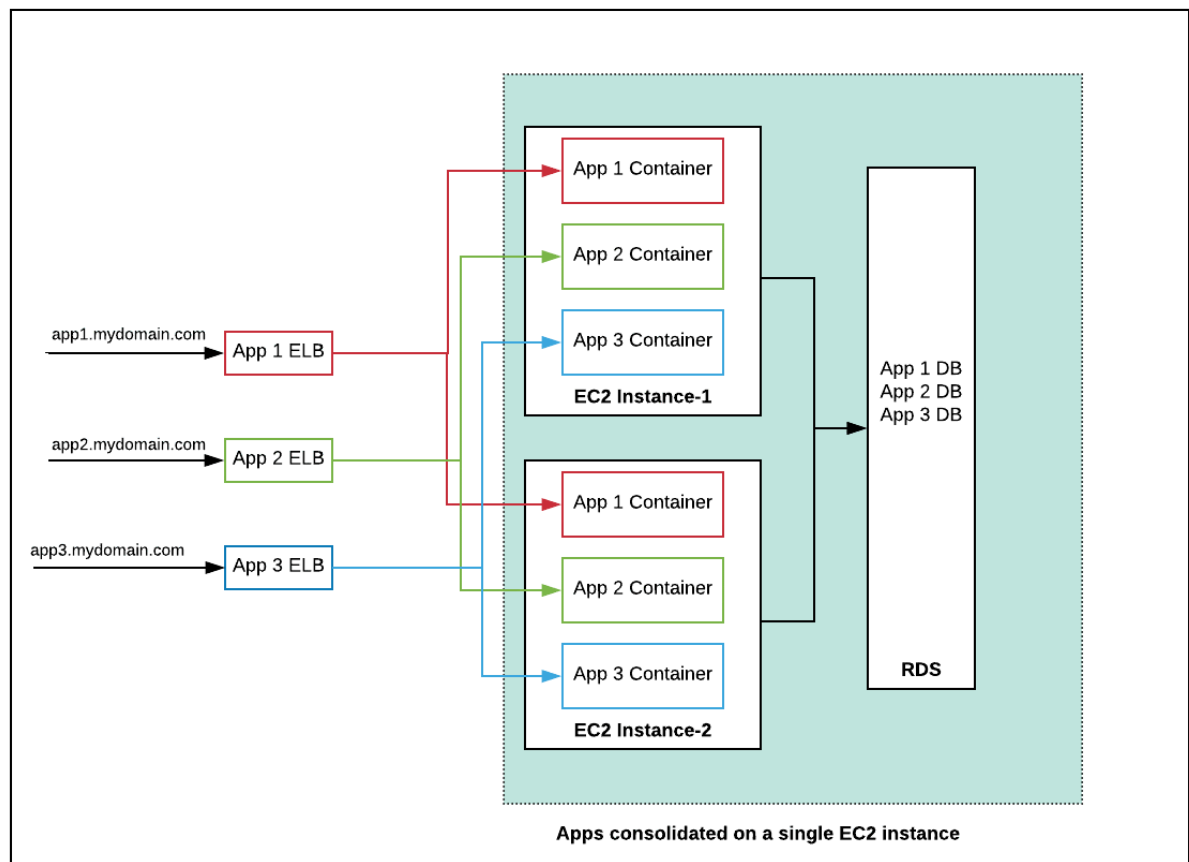 App 1 Container
App 2 Container
App 3 Container
EC2 Instance-1
app1.mydomain.com
App 1 ELB
app2.mydomain.com
App 2 ELB
app3.mydomain.com
App 3 ELB
App 1 Container
App 2 Container
App 3 Container
EC2 Instance-2
App 1 DB
App 2 DB
App 3 DB
RDS
Apps consolidated on a single EC2 instance